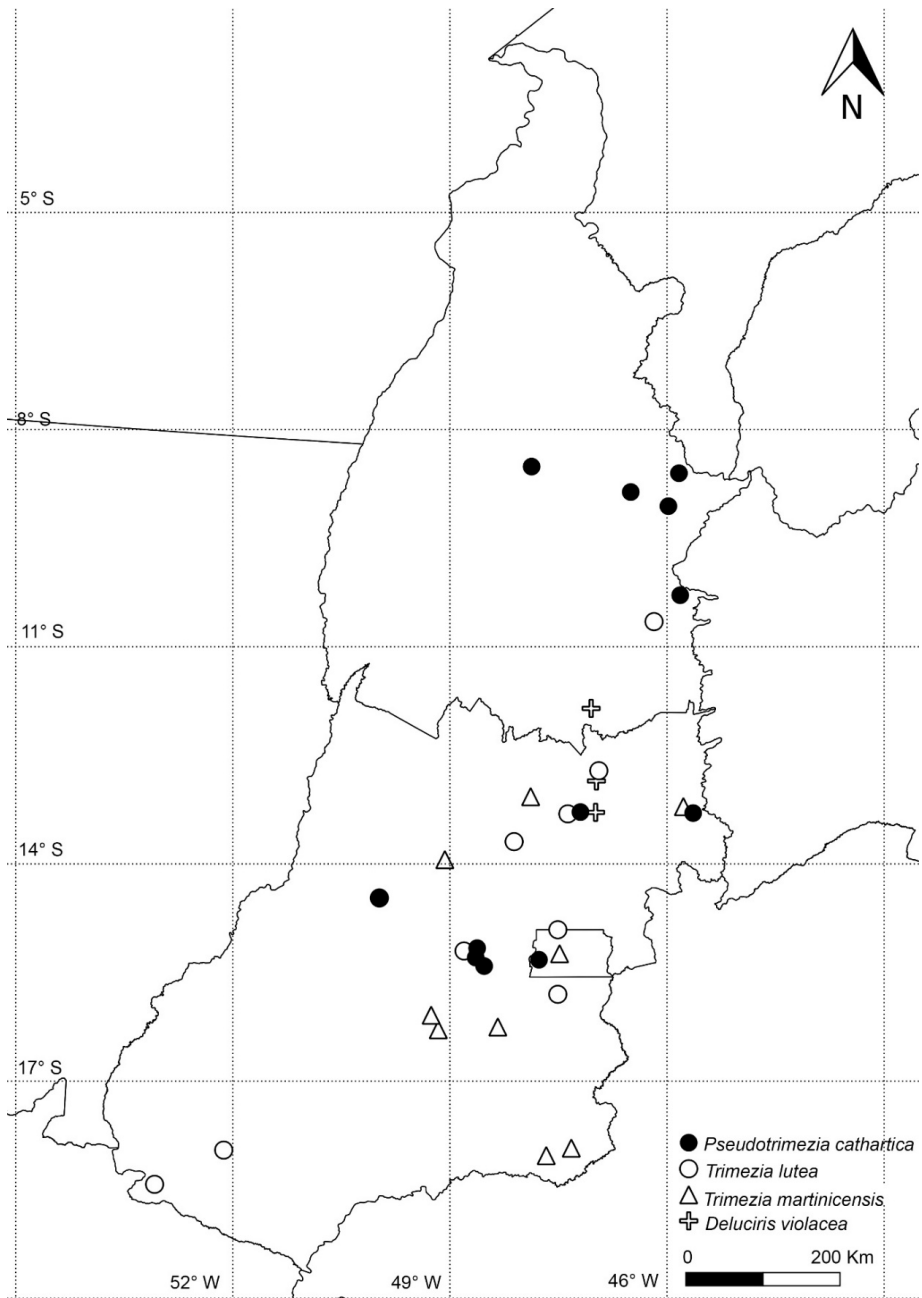 N
5° S
8° S
11° S
14° S
17° S
Pseudotrimezia cathartica
Trimezia lutea
Trimezia martinicensis
Deluciris violacea
0 200 Km
52° W 49° W 46° W